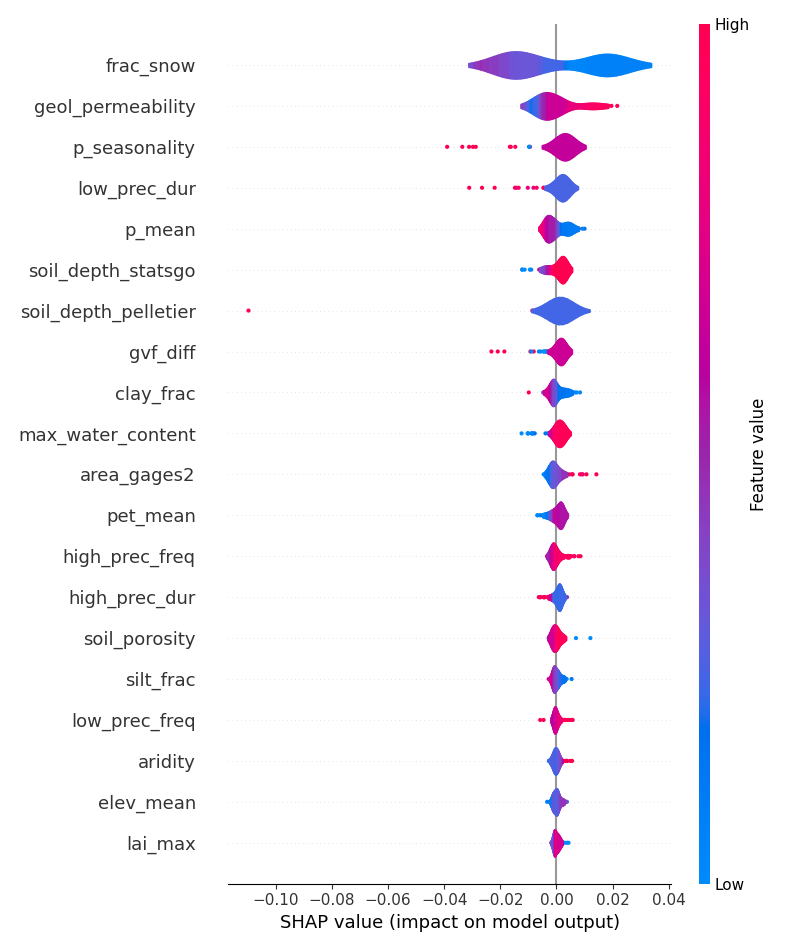 High
frac_snow
geol_permeability
p_seasonality
low_prec_dur
p_mean
soil_depth_statsgo
soil_depth_pelletier
gvf_diff
clay_frac
max_water_content
area_gages2
pet_mean
high_prec_freq
high_prec_dur
soil_porosity
silt_frac
low_prec_freq
aridity
elev_mean
lai_max
Feature value
Low
−0.10 −0.08 −0.06 −0.04 −0.02 0.00 0.02 0.04
SHAP value (impact on model output)